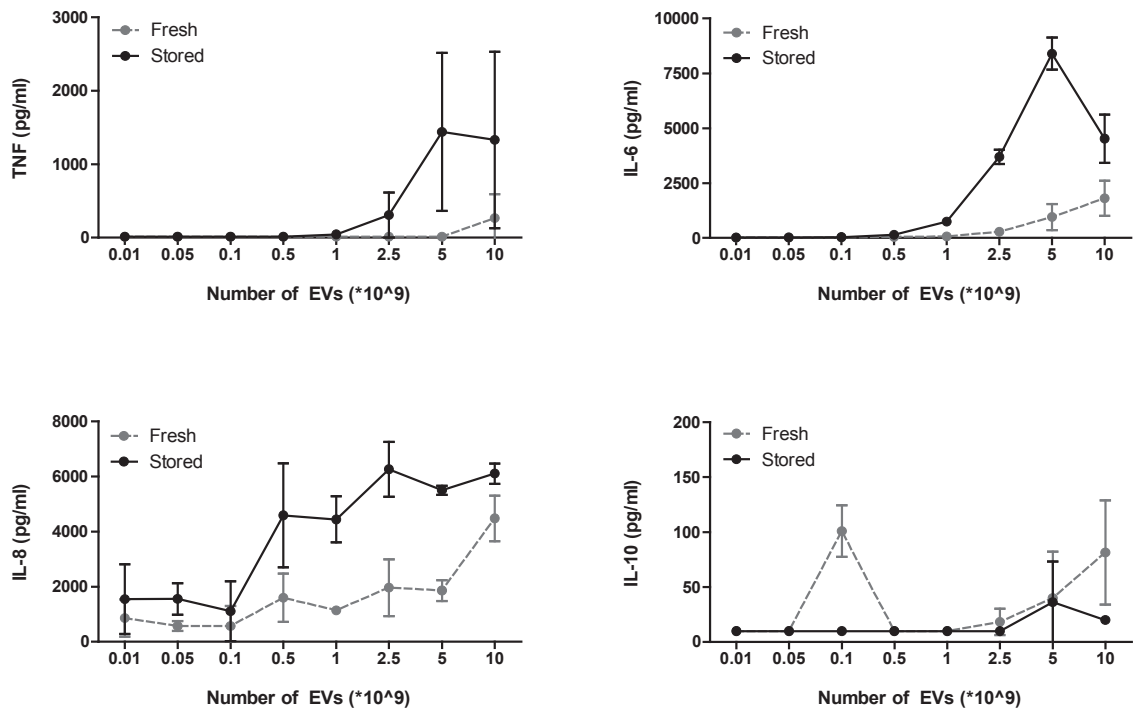 TNF (pg/ml)
3000
2000
1000
0
Fresh
Stored
0.01 0.05 0.1 0.5 1 2.5 5 10
Number of EVs (*10^9)
IL-6 (pg/ml)
10000
7500
5000
2500
0
Fresh
Stored
0.01 0.05 0.1 0.5 1 2.5 5 10
Number of EVs (*10^9)
IL-8 (pg/ml)
8000
6000
4000
2000
0
Fresh
Stored
0.01 0.05 0.1 0.5 1 2.5 5 10
Number of EVs (*10^9)
IL-10 (pg/ml)
200
150
100
50
0
Fresh
Stored
0.01 0.05 0.1 0.5 1 2.5 5 10
Number of EVs (*10^9)